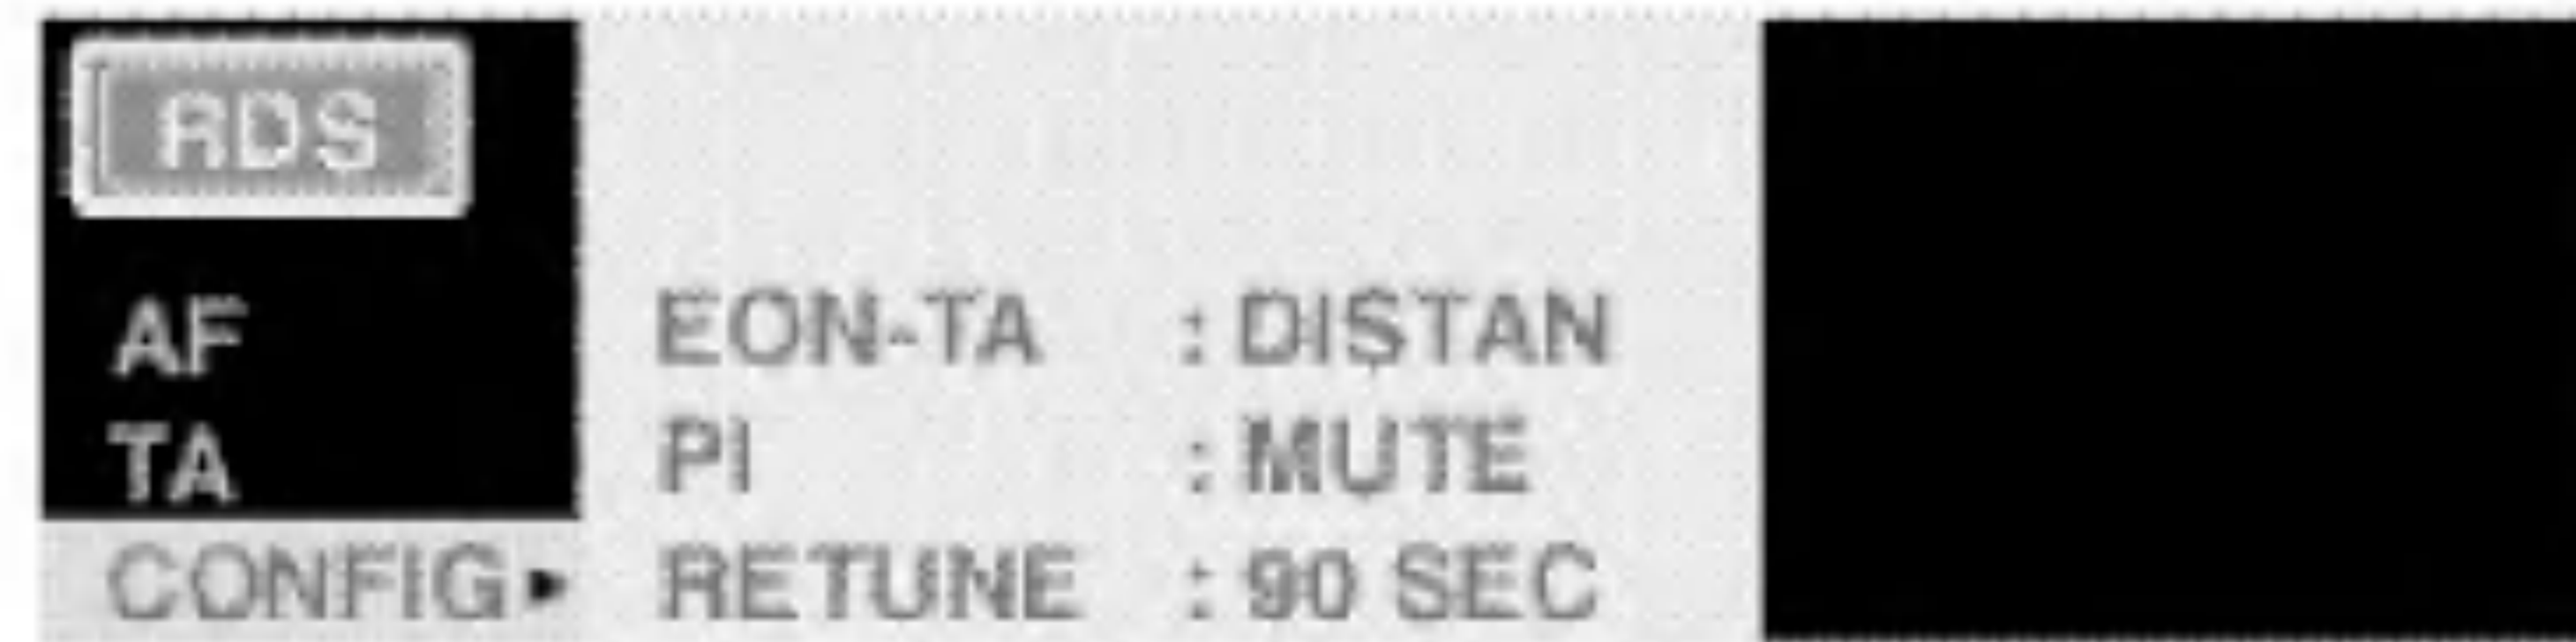 RDS
AF EON-TA : DISTAN
TA PI : MUTE
CONFIG▸ RETUNE : 90 SEC